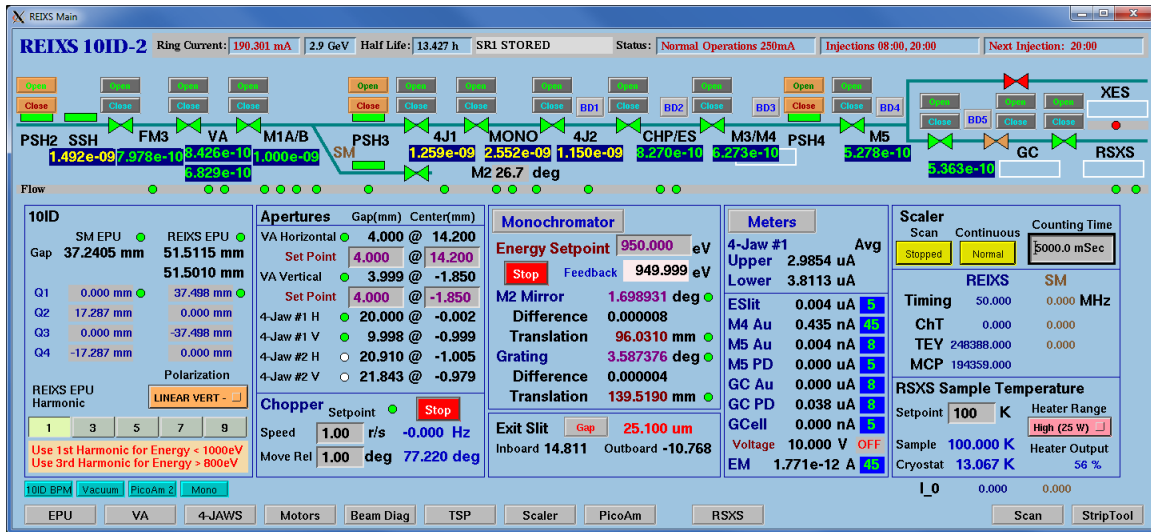 REIXS Main
REIXS 10ID-2 Ring Current: 190.301 mA 2.9 GeV Half Life: 13.427 h SR1 STORED Status: Normal Operations 250mA Injections 08:00, 20:00 Next Injection: 20:00
Open Open Open Open Open Open Open Open Open Open Open
Close Close Close Close Close Close BD1 Close BD2 Close BD3 Close Close BD4 XES
Open Open Open
Close BD5 Close Close
PSH2 SSH FM3 VA M1A/B PSH3 4J1 MONO 4J2 CHP/ES M3/M4 PSH4 M5 GC RSXS
1.492e-09 7.978e-10 8.426e-10 1.000e-09 SM 1.259e-09 2.552e-09 1.150e-09 8.270e-10 6.273e-10 5.278e-10
6.829e-10 M2 26.7 deg 5.363e-10
Flow
10ID
SM EPU REIXS EPU
Gap 37.2405 mm 51.5115 mm
51.5010 mm
Q1 0.000 mm 37.498 mm
Q2 17.287 mm 0.000 mm
Q3 0.000 mm -37.498 mm
Q4 -17.287 mm 0.000 mm
Polarization
REIXS EPU
Harmonic
LINEAR VERT -
1 3 5 7 9
Use 1st Harmonic for Energy < 1000eV
Use 3rd Harmonic for Energy > 800eV
Apertures Gap(mm) Center(mm)
VA Horizontal 4.000 @ 14.200
Set Point 4.000 @ 14.200
VA Vertical 3.999 @ -1.850
Set Point 4.000 @ -1.850
4-Jaw #1 H 20.000 @ -0.002
4-Jaw #1 V 9.998 @ -0.999
4-Jaw #2 H 20.910 @ -1.005
4-Jaw #2 V 21.843 @ -0.979
Chopper Setpoint Stop
Speed 1.00 r/s -0.000 Hz
Move Rel 1.00 deg 77.220 deg
Monochromator
Energy Setpoint 950.000 eV
Stop Feedback 949.999 eV
M2 Mirror 1.698931 deg
Difference 0.000008
Translation 96.0310 mm
Grating 3.587376 deg
Difference 0.000004
Translation 139.5190 mm
Exit Slit Gap 25.100 um
Inboard 14.811 Outboard -10.768
Meters
4-Jaw #1 Avg
Upper 2.9854 uA
Lower 3.8113 uA
ESlit 0.004 uA 5
M4 Au 0.435 nA 45
M5 Au 0.004 nA 8
M5 PD 0.000 uA 5
GC Au 0.000 uA 8
GC PD 0.038 uA 8
GCell 0.000 nA 5
Voltage 10.000 V OFF
EM 1.771e-12 A 45
Scaler
Scan Continuous Counting Time
Stopped Normal 5000.0 mSec
REIXS SM
Timing 50.000 0.000 MHz
ChT 0.000 0.000
TEY 248388.000 0.000
MCP 194359.000
RSXS Sample Temperature
Setpoint 100 K Heater Range
High (25 W)
Sample 100.000 K Heater Output
Cryostat 13.067 K 56 %
I_0 0.000 0.000
10ID BPM Vacuum PicoAm 2 Mono
EPU VA 4-JAWS Motors Beam Diag TSP Scaler PicoAm RSXS Scan StripTool